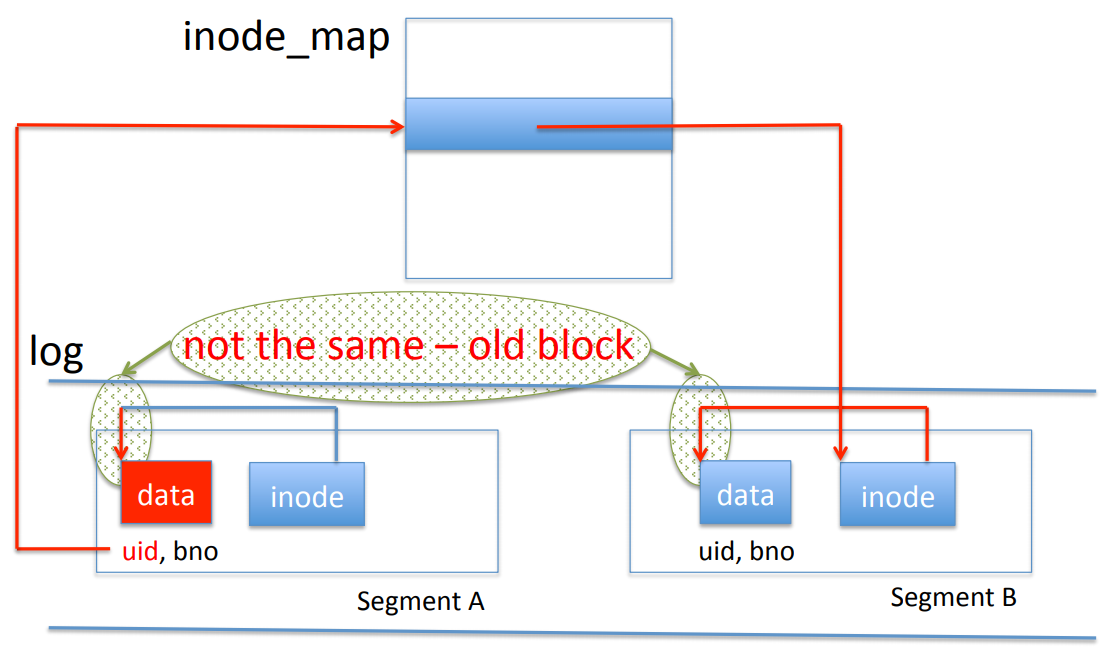 inode_map
not the same – old block
log
data
inode
uid, bno
Segment A
data
inode
uid, bno
Segment B